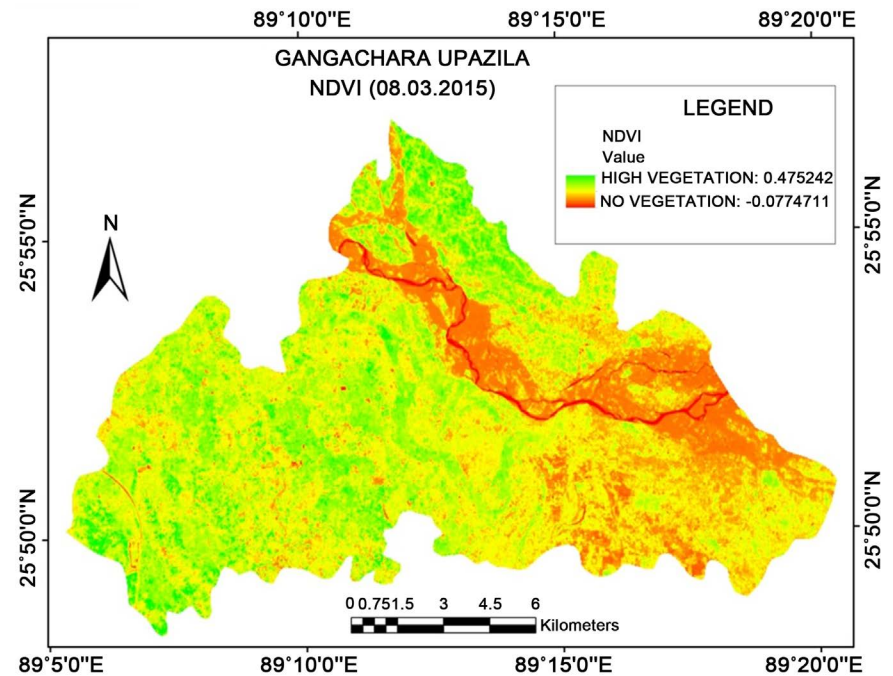 89°10'0"E 89°15'0"E 89°20'0"E
GANGACHARA UPAZILA
NDVI (08.03.2015)
LEGEND
NDVI
Value
HIGH VEGETATION: 0.475242
NO VEGETATION: -0.0774711
N
25°55'0"N
25°55'0"N
25°50'0"N
25°50'0"N
0 0.751.5 3 4.5 6
Kilometers
89°5'0"E 89°10'0"E 89°15'0"E 89°20'0"E